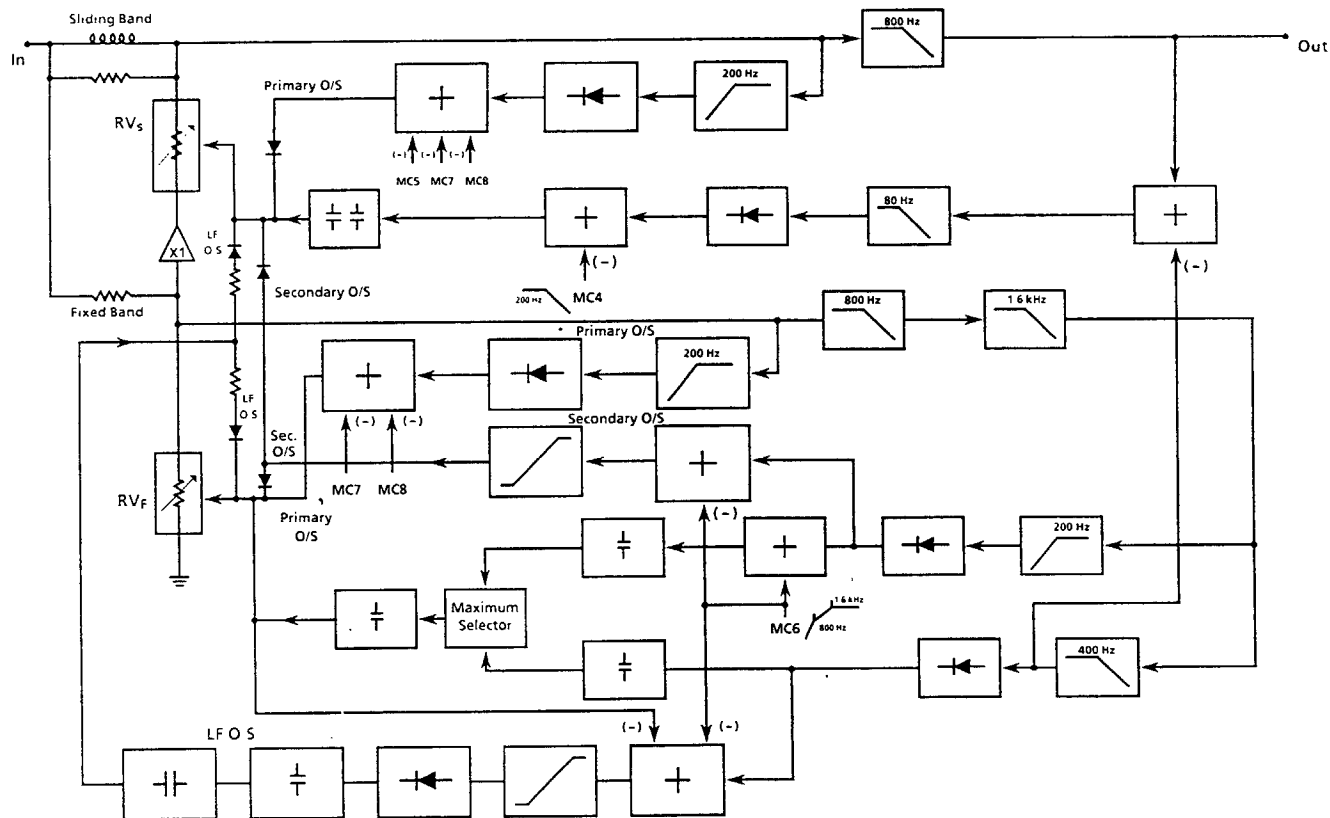 Sliding Band
In
800 Hz
Out
Primary O/S
200 Hz
RVS
(-) (-) (-)
MC5 MC7 MC8
LF
O S
80 Hz
X1
(-)
(-)
Secondary O/S
200 Hz
MC4
Fixed Band
800 Hz
1 6 kHz
Primary O/S
200 Hz
LF
O S
(-) (-)
Secondary O/S
Sec.
O/S
RVF
MC7 MC8
Primary
O/S
(-)
200 Hz
Maximum
Selector
1 6 kHz
MC6
800 Hz
400 Hz
LF O S
(-) (-)